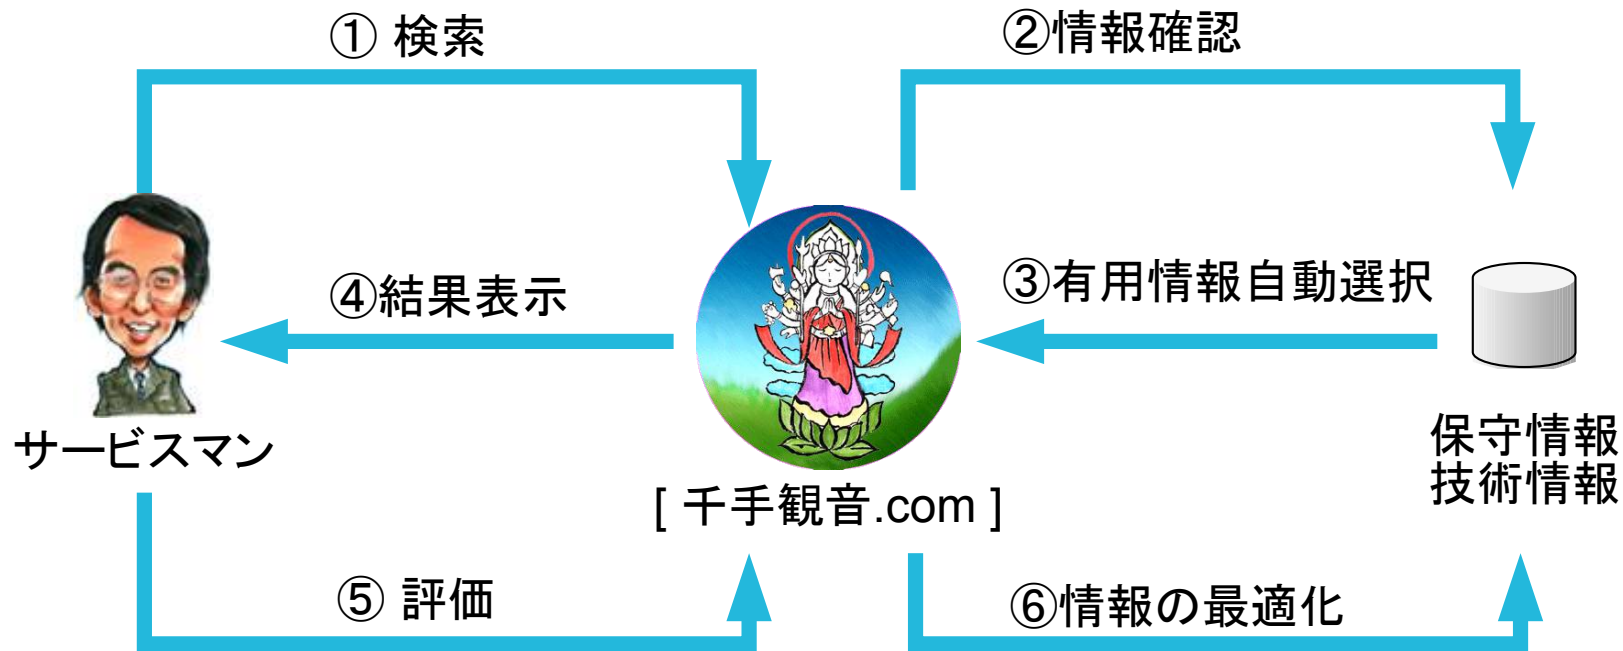 ① 検索
②情報確認
④結果表示
③有用情報自動選択
サービスマン
[ 千手観音.com ]
保守情報
技術情報
⑤ 評価
⑥情報の最適化